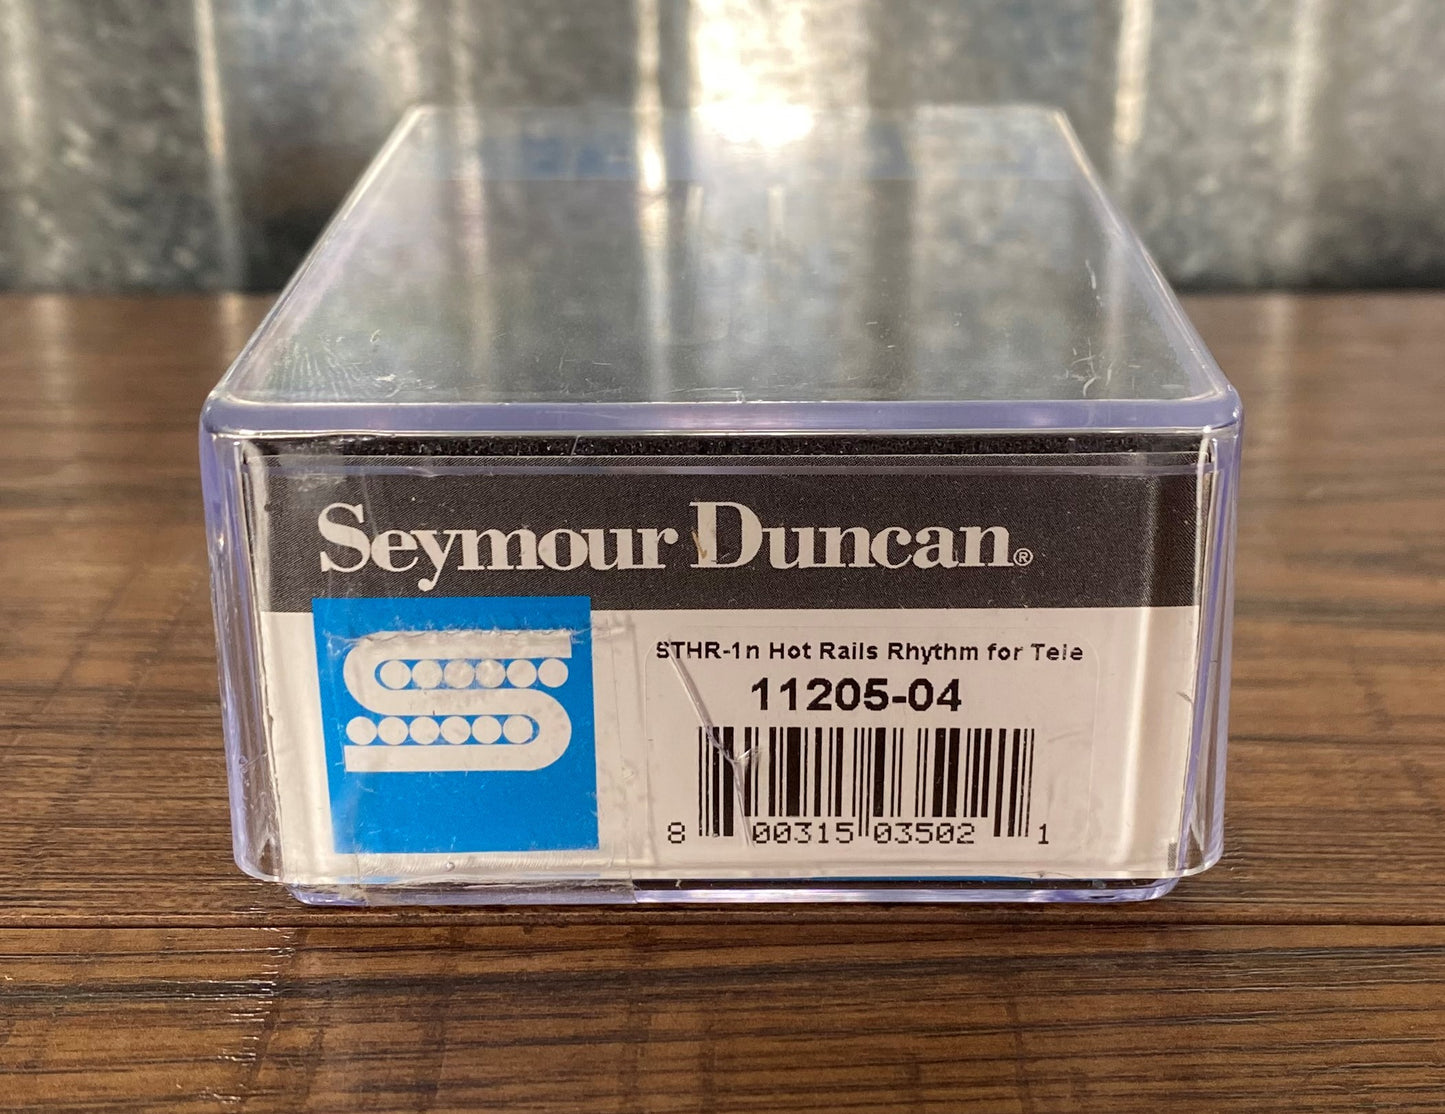 Seymour Duncan®
STHR-1n Hot Rails Rhythm for Tele
11205-04
8 00315 03502 1